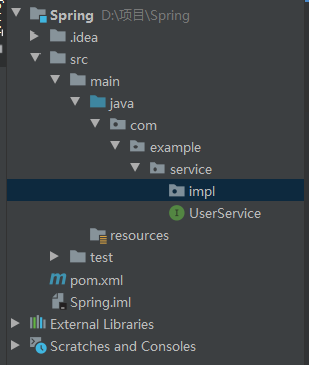 Spring D:\项目\Spring
.idea
src
main
java
com
example
service
impl
UserService
resources
test
pom.xml
Spring.iml
External Libraries
Scratches and Consoles